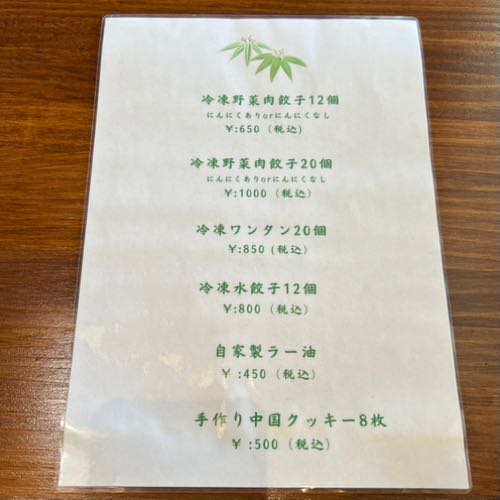 冷凍野菜肉餃子12個
にんにくありorにんにくなし
¥:650（税込）
冷凍野菜肉餃子20個
にんにくありorにんにくなし
¥:1000（税込）
冷凍ワンタン20個
¥:850（税込）
冷凍水餃子12個
¥:800（税込）
自家製ラー油
¥ :450（税込）
手作り中国クッキー8枚
¥ :500（税込）